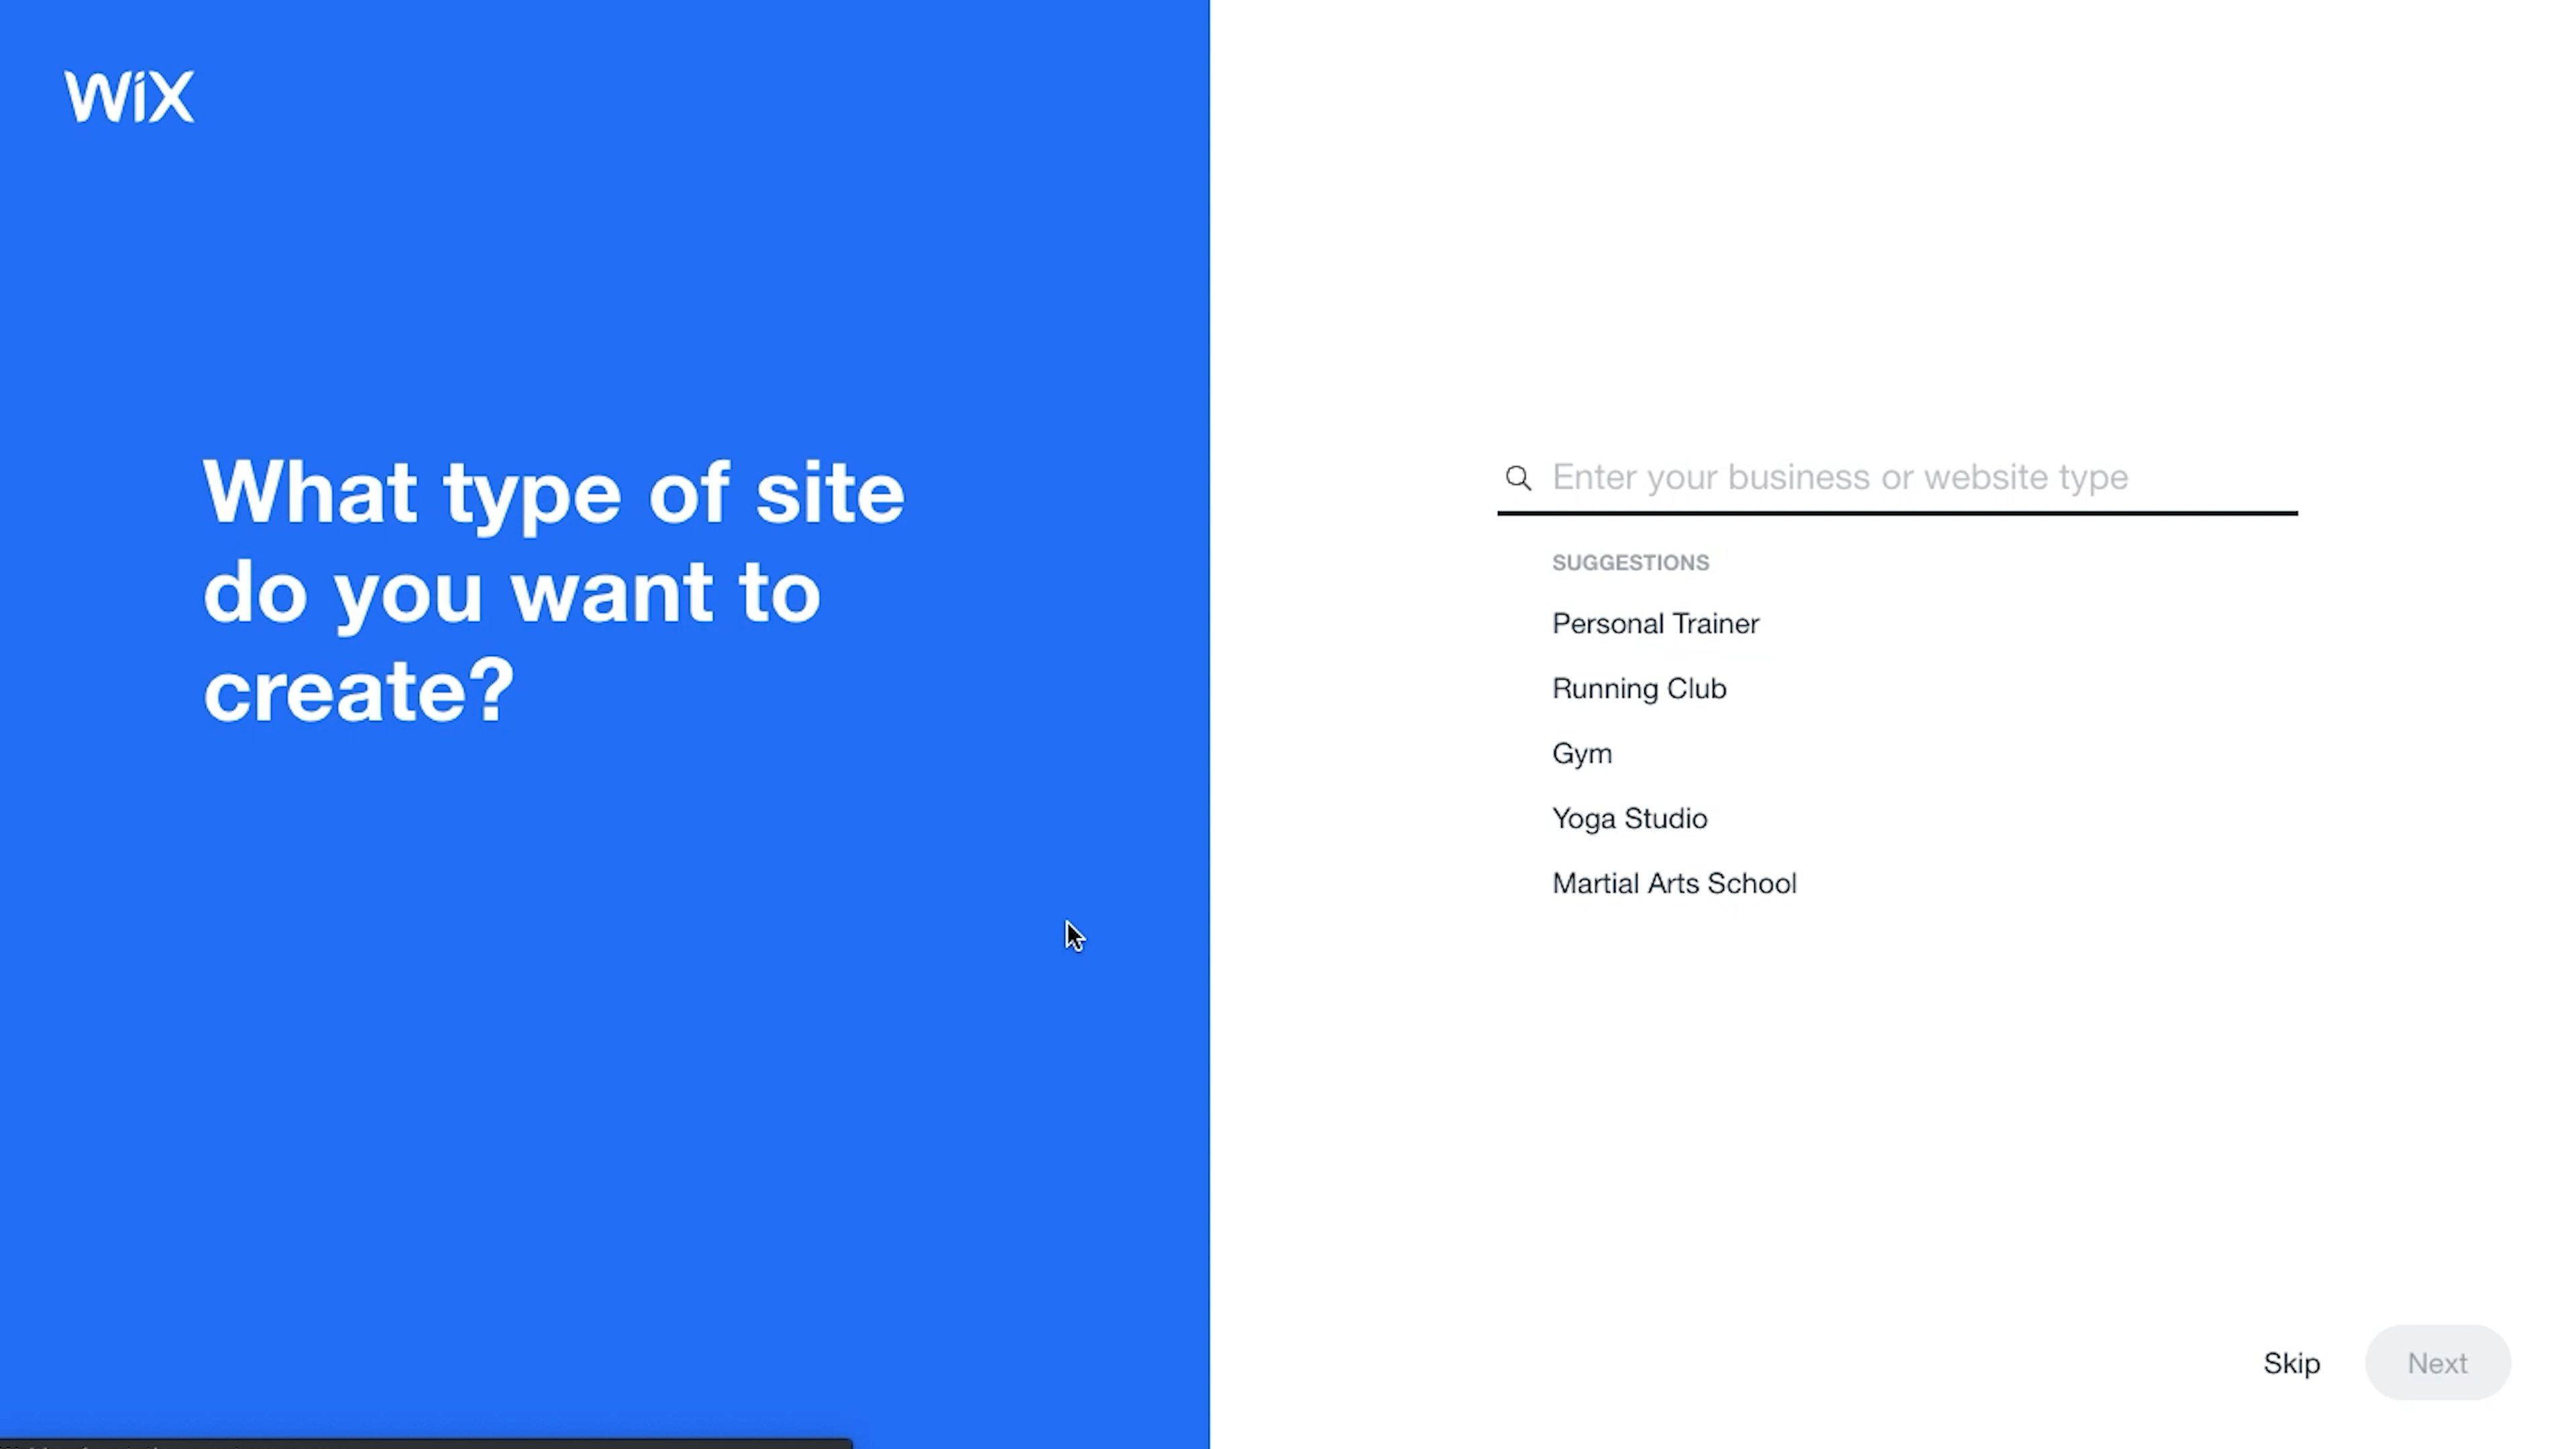 WiX
What type of site
do you want to
create?
Enter your business or website type
SUGGESTIONS
Personal Trainer
Running Club
Gym
Yoga Studio
Martial Arts School
Skip
Next